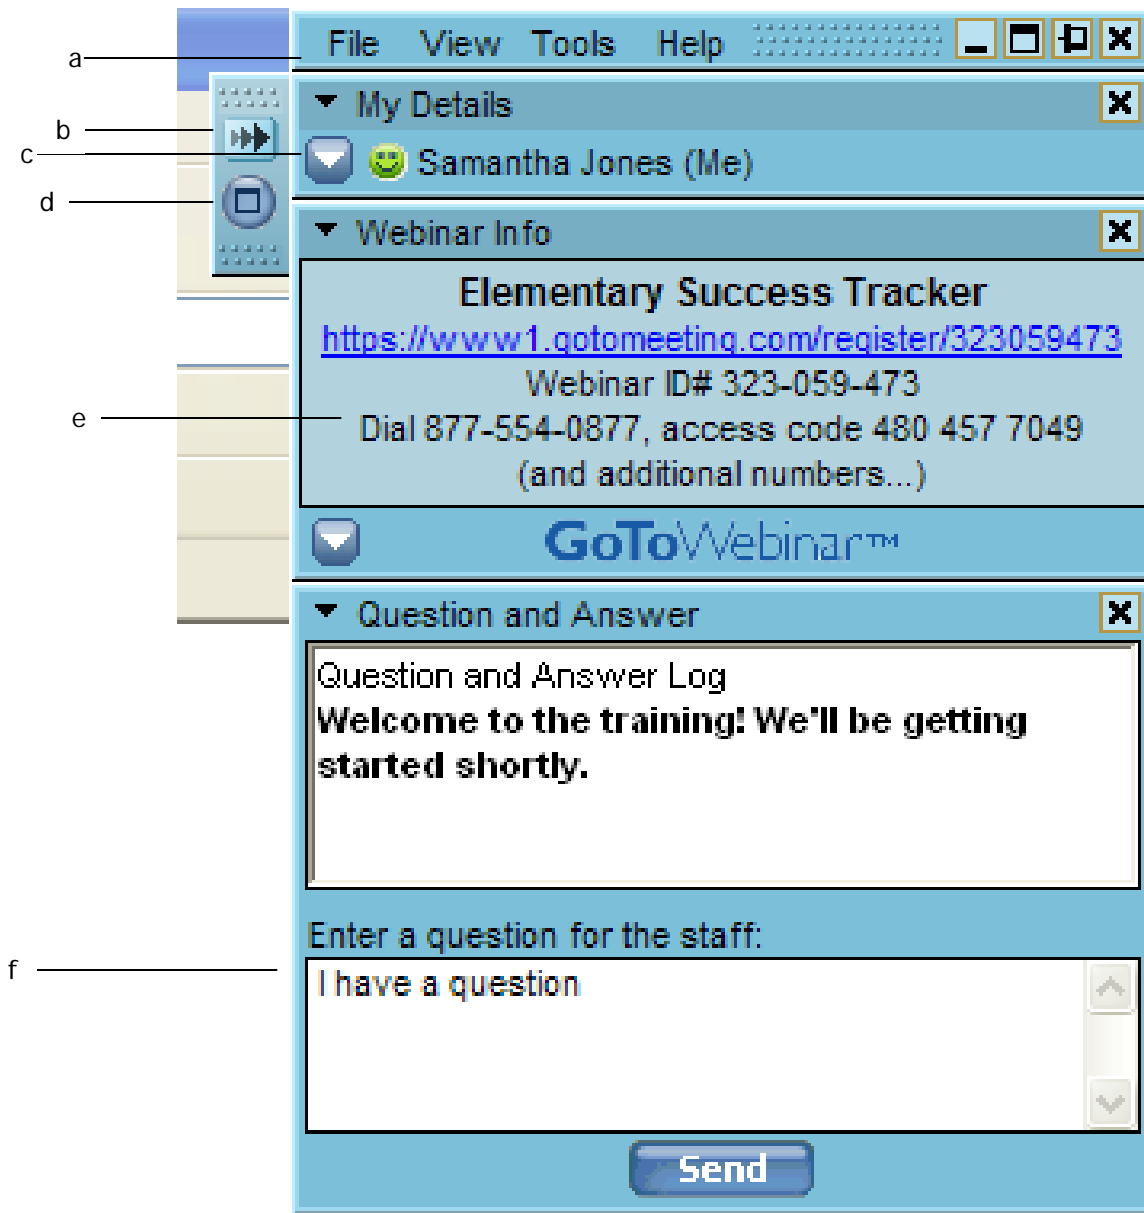 File View Tools Help
a
My Details
b
c
Samantha Jones (Me)
d
Webinar Info
Elementary Success Tracker
https://www1.gotomeeting.com/register/323059473
Webinar ID# 323-059-473
e
Dial 877-554-0877, access code 480 457 7049
(and additional numbers...)
GoToWebinar™
Question and Answer
Question and Answer Log
Welcome to the training! We'll be getting
started shortly.
Enter a question for the staff:
f
I have a question
Send